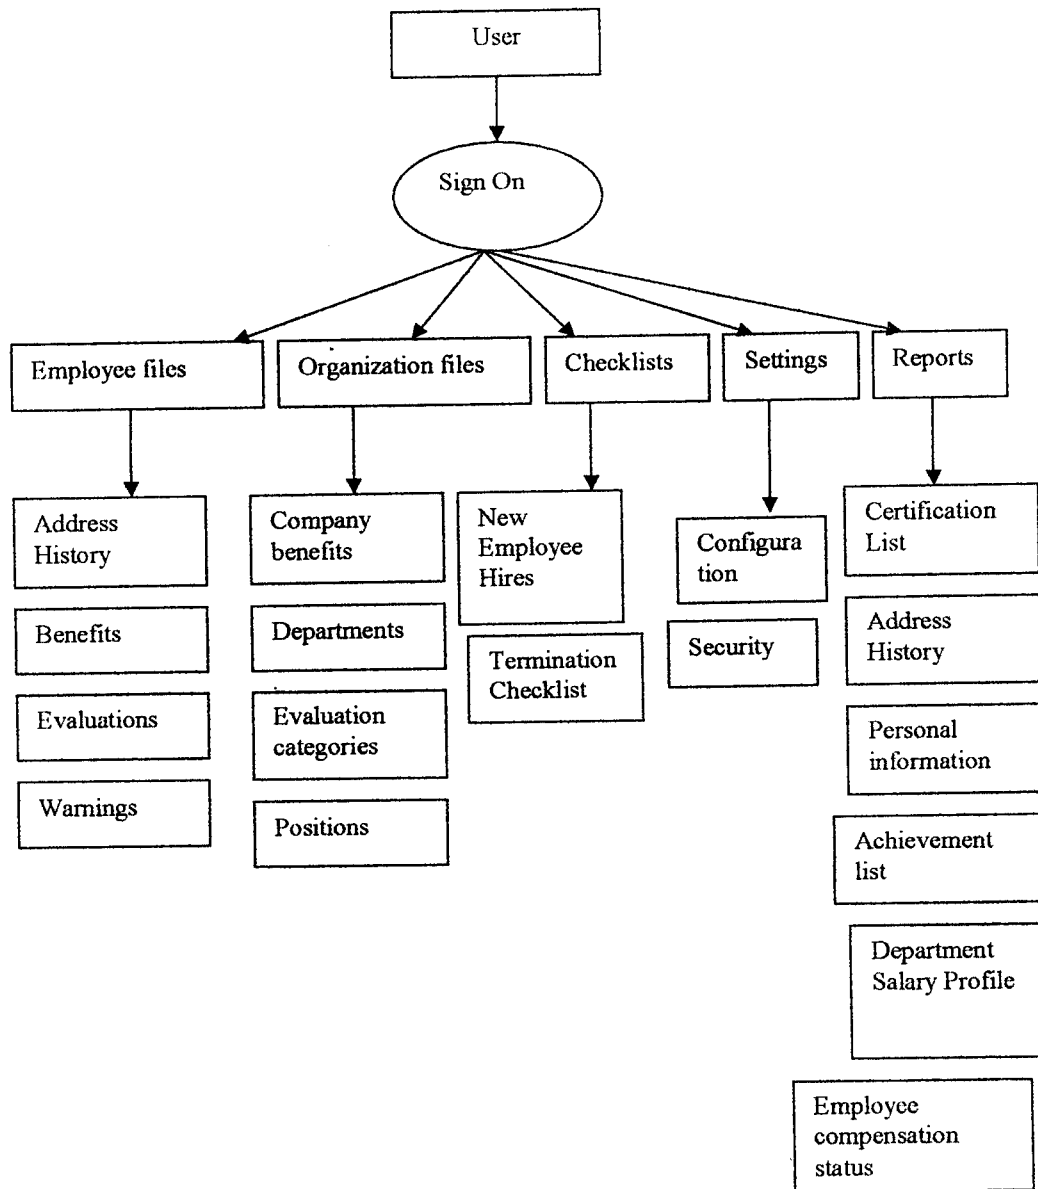 User
Sign On
Employee files
Organization files
Checklists
Settings
Reports
Address
History
Benefits
Evaluations
Warnings
Company
benefits
Departments
Evaluation
categories
Positions
New
Employee
Hires
Termination
Checklist
Configura
tion
Security
Certification
List
Address
History
Personal
information
Achievement
list
Department
Salary Profile
Employee
compensation
status